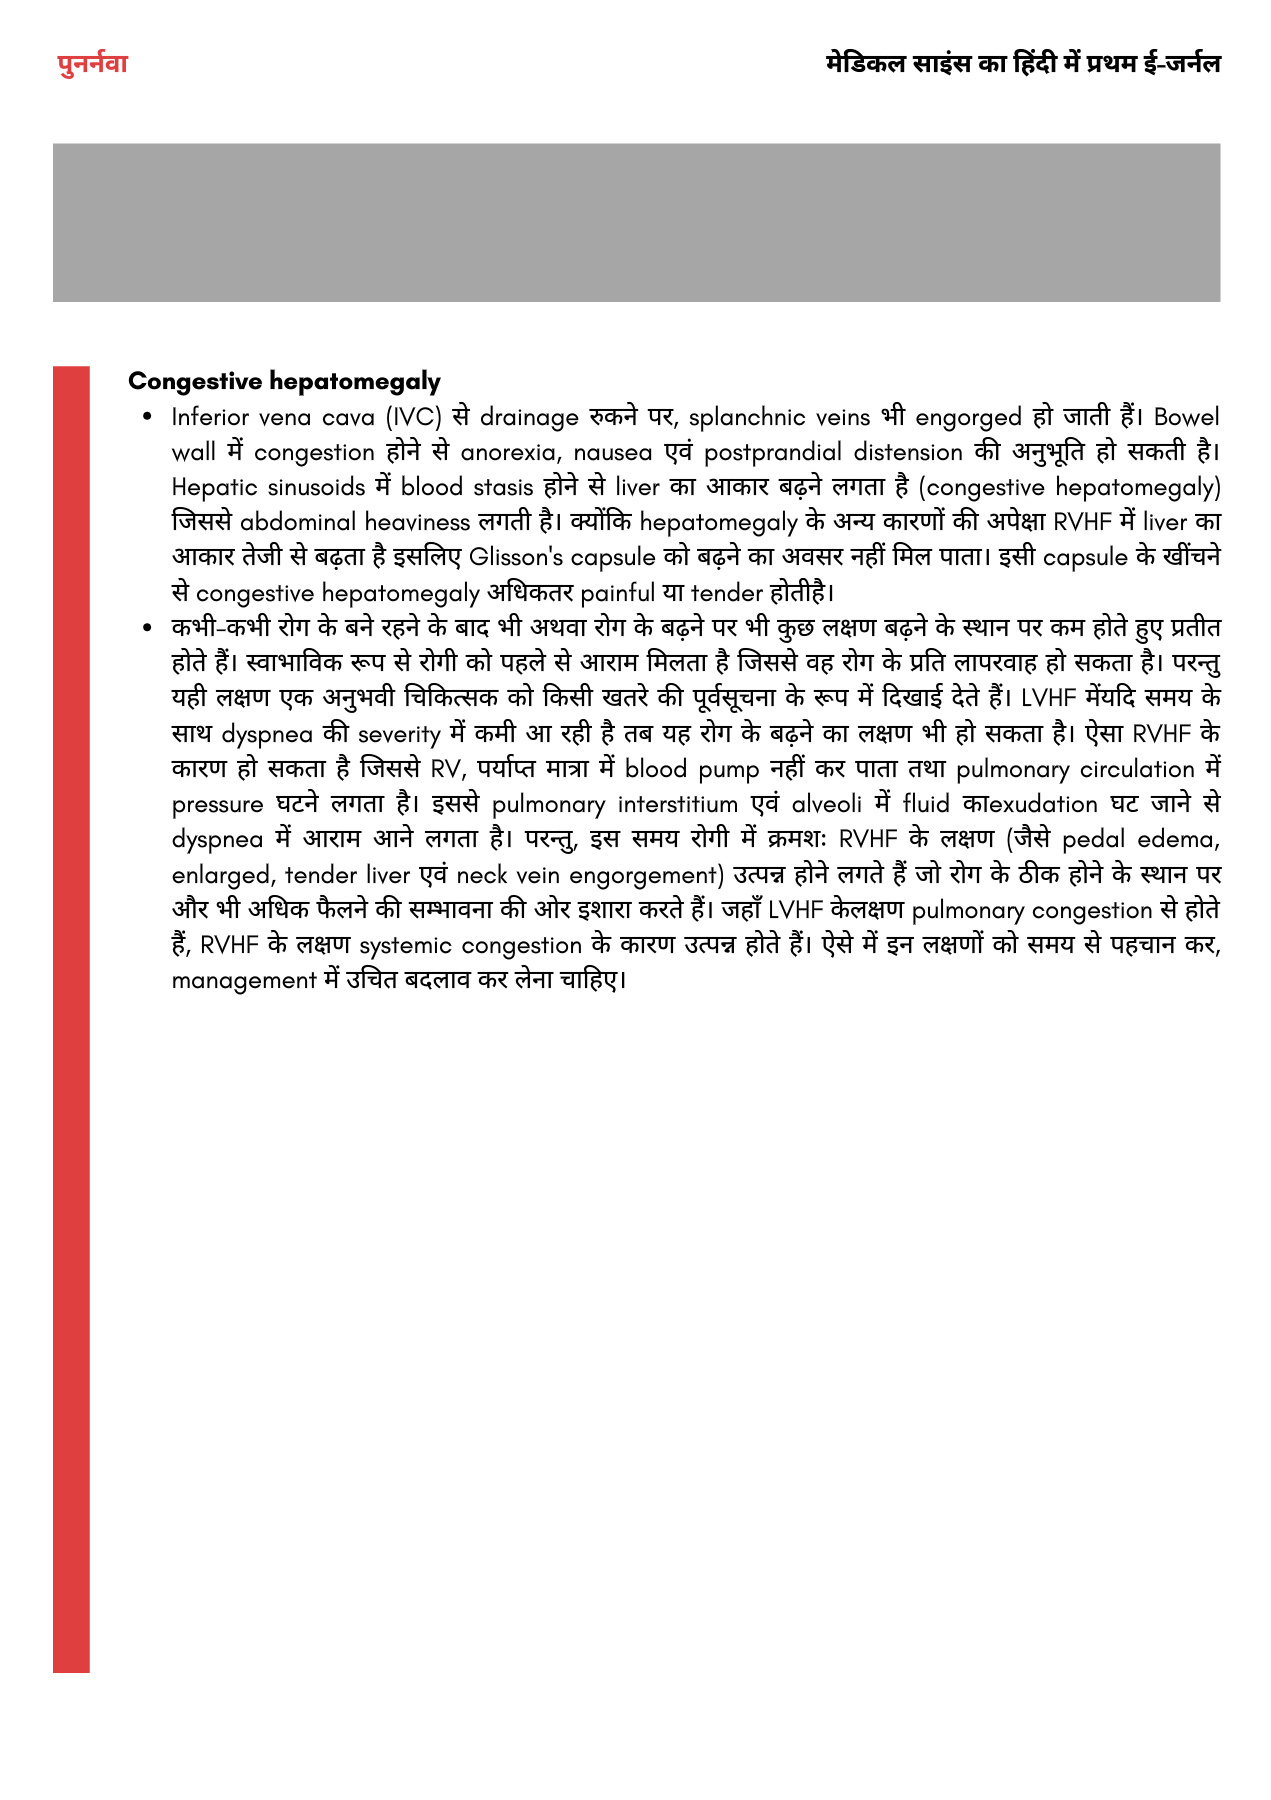 पुनर्नवा
मेडिकल साइंस का हिंदी में प्रथम ई-जर्नल
Congestive hepatomegaly
• Inferior vena cava (IVC) से drainage रुकने पर, splanchnic veins भी engorged हो जाती हैं। Bowel
wall में congestion होने से anorexia, nausea एवं postprandial distension की अनुभूति हो सकती है।
Hepatic sinusoids में blood stasis होने से liver का आकार बढ़ने लगता है (congestive hepatomegaly)
जिससे abdominal heaviness लगती है। क्योंकि hepatomegaly के अन्य कारणों की अपेक्षा RVHF में liver का
आकार तेजी से बढ़ता है इसलिए Glisson's capsule को बढ़ने का अवसर नहीं मिल पाता। इसी capsule के खींचने
से congestive hepatomegaly अधिकतर painful या tender होतीहै।
• कभी-कभी रोग के बने रहने के बाद भी अथवा रोग के बढ़ने पर भी कुछ लक्षण बढ़ने के स्थान पर कम होते हुए प्रतीत
होते हैं। स्वाभाविक रूप से रोगी को पहले से आराम मिलता है जिससे वह रोग के प्रति लापरवाह हो सकता है। परन्तु
यही लक्षण एक अनुभवी चिकित्सक को किसी खतरे की पूर्वसूचना के रूप में दिखाई देते हैं। LVHF मेंयदि समय के
साथ dyspnea की severity में कमी आ रही है तब यह रोग के बढ़ने का लक्षण भी हो सकता है। ऐसा RVHF के
कारण हो सकता है जिससे RV, पर्याप्त मात्रा में blood pump नहीं कर पाता तथा pulmonary circulation में
pressure घटने लगता है। इससे pulmonary interstitium एवं alveoli में fluid काexudation घट जाने से
dyspnea में आराम आने लगता है। परन्तु, इस समय रोगी में क्रमशः RVHF के लक्षण (जैसे pedal edema,
enlarged, tender liver एवं neck vein engorgement) उत्पन्न होने लगते हैं जो रोग के ठीक होने के स्थान पर
और भी अधिक फैलने की सम्भावना की ओर इशारा करते हैं। जहाँ LVHF केलक्षण pulmonary congestion से होते
हैं, RVHF के लक्षण systemic congestion के कारण उत्पन्न होते हैं। ऐसे में इन लक्षणों को समय से पहचान कर,
management में उचित बदलाव कर लेना चाहिए।